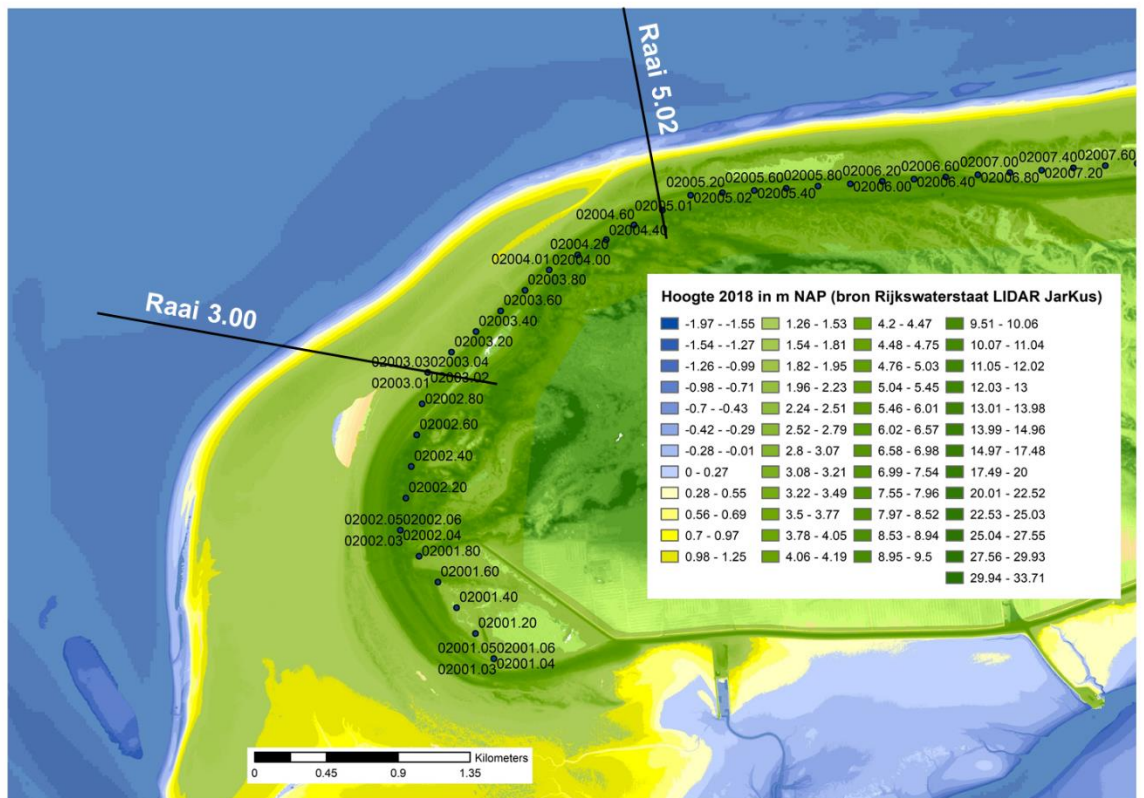 Raai 5.02
Raai 3.00
02007.60
02007.40
02007.00
02007.20
02006.60
02006.80
02006.20
02006.40
02005.80
02006.00
02005.60
02005.40
02005.20
02005.02
02005.01
02004.60
02004.40
02004.20
02004.01
02004.00
02003.80
02003.60
02003.40
02003.20
02003.03
02003.04
02003.01
02003.02
02002.80
02002.60
02002.40
02002.20
02002.05
02002.06
02002.03
02002.04
02001.80
02001.60
02001.40
02001.20
02001.05
02001.06
02001.03
02001.04
Hoogte 2018 in m NAP (bron Rijkswaterstaat LIDAR JarKus)
-1.97 - -1.55 1.26 - 1.53 4.2 - 4.47 9.51 - 10.06
-1.54 - -1.27 1.54 - 1.81 4.48 - 4.75 10.07 - 11.04
-1.26 - -0.99 1.82 - 1.95 4.76 - 5.03 11.05 - 12.02
-0.98 - -0.71 1.96 - 2.23 5.04 - 5.45 12.03 - 13
-0.7 - -0.43 2.24 - 2.51 5.46 - 6.01 13.01 - 13.98
-0.42 - -0.29 2.52 - 2.79 6.02 - 6.57 13.99 - 14.96
-0.28 - -0.01 2.8 - 3.07 6.58 - 6.98 14.97 - 17.48
0 - 0.27 3.08 - 3.21 6.99 - 7.54 17.49 - 20
0.28 - 0.55 3.22 - 3.49 7.55 - 7.96 20.01 - 22.52
0.56 - 0.69 3.5 - 3.77 7.97 - 8.52 22.53 - 25.03
0.7 - 0.97 3.78 - 4.05 8.53 - 8.94 25.04 - 27.55
0.98 - 1.25 4.06 - 4.19 8.95 - 9.5 27.56 - 29.93
29.94 - 33.71
Kilometers
0 0.45 0.9 1.35